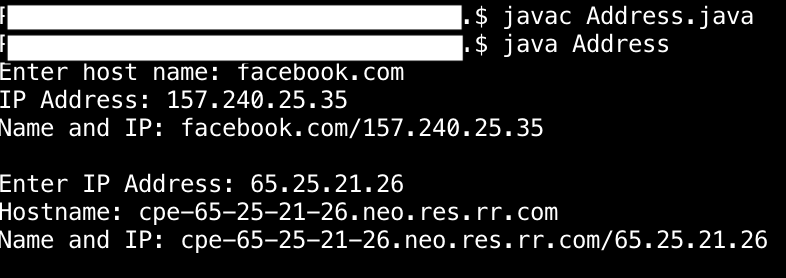 .$ javac Address.java
.$ java Address
Enter host name: facebook.com
IP Address: 157.240.25.35
Name and IP: facebook.com/157.240.25.35
Enter IP Address: 65.25.21.26
Hostname: cpe-65-25-21-26.neo.res.rr.com
Name and IP: cpe-65-25-21-26.neo.res.rr.com/65.25.21.26